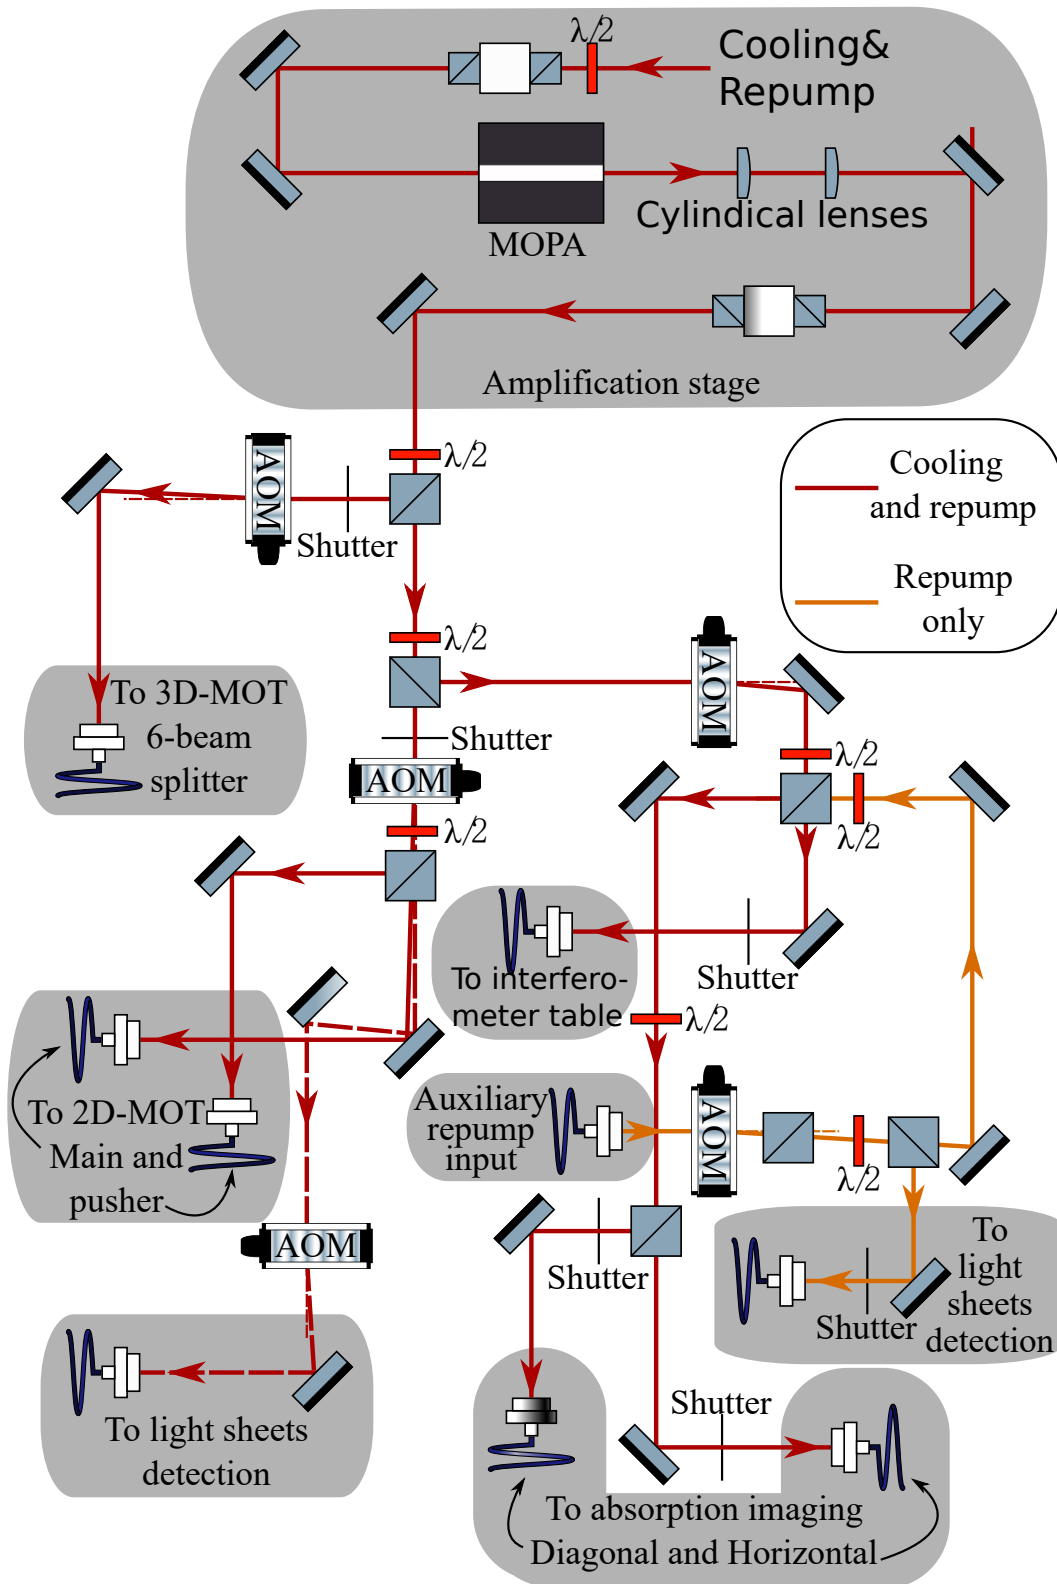 λ/2
Cooling&
Repump
Cylindical lenses
MOPA
Amplification stage
λ/2
AOM
Shutter
Cooling
and repump
Repump
only
λ/2
AOM
To 3D-MOT
6-beam
splitter
Shutter
AOM
λ/2
λ/2
λ/2
Shutter
To interfero-
meter table
λ/2
Auxiliary
repump
input
AOM
λ/2
To 2D-MOT
Main and
pusher
AOM
Shutter
To
light
sheets
detection
Shutter
To light sheets
detection
Shutter
To absorption imaging
Diagonal and Horizontal